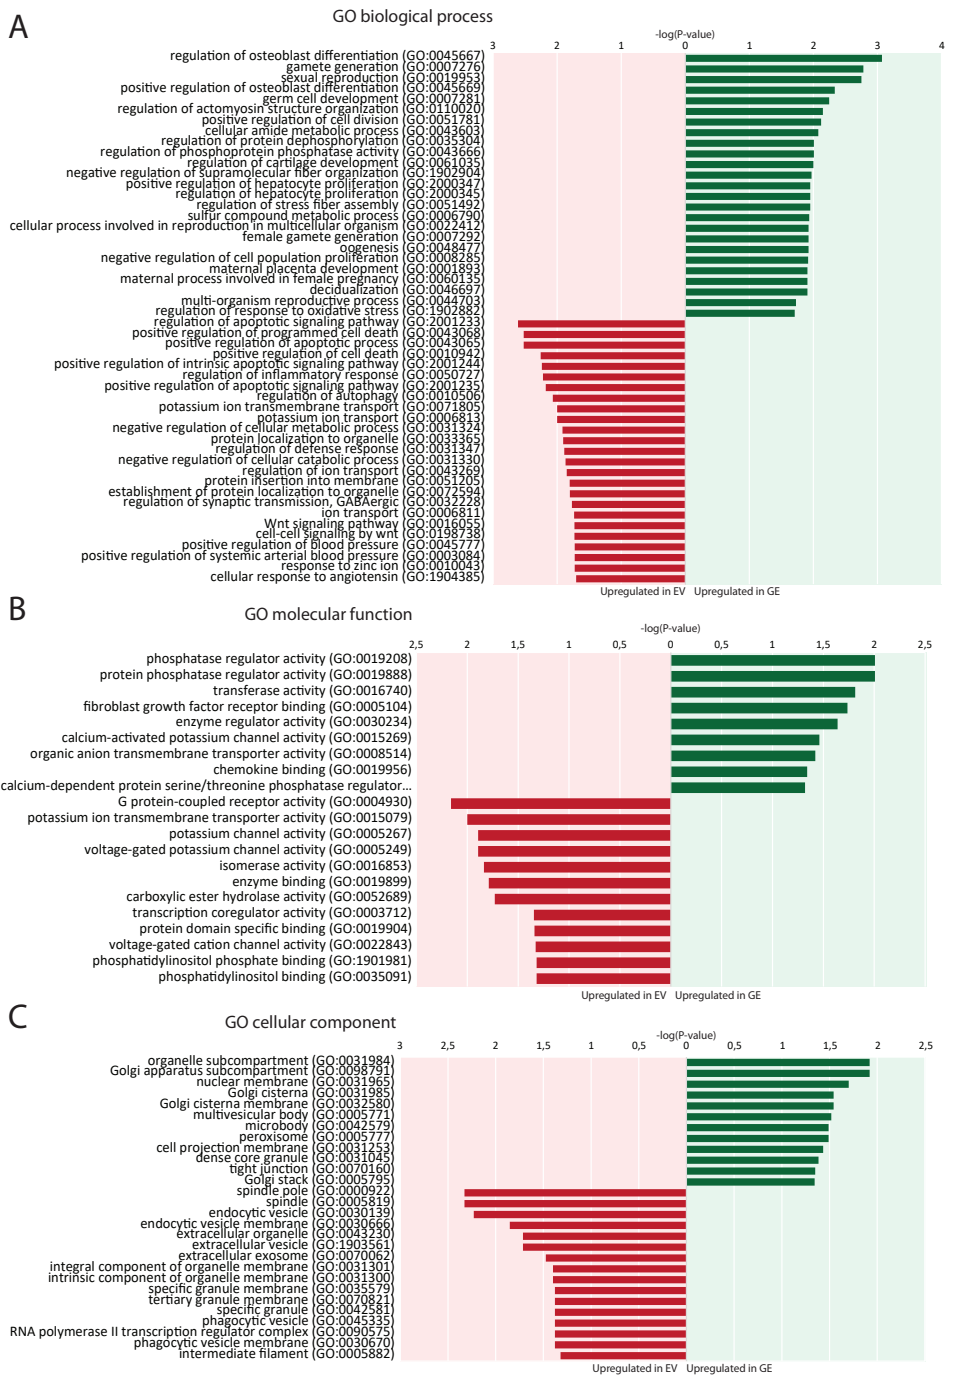 A
GO biological process
-log(P-value)
3 2 1 0 1 2 3 4
regulation of osteoblast differentiation (GO:0045667)
gamete generation (GO:0007276)
sexual reproduction (GO:0019953)
positive regulation of osteoblast differentiation (GO:0045669)
germ cell development (GO:0007281)
regulation of actomyosin structure organization (GO:0110020)
positive regulation of cell division (GO:0051781)
cellular amide metabolic process (GO:0043603)
regulation of protein dephosphorylation (GO:0035304)
regulation of phosphoprotein phosphatase activity (GO:0043666)
regulation of cartilage development (GO:0061035)
negative regulation of supramolecular fiber organization (GO:1902904)
positive regulation of hepatocyte proliferation (GO:2000347)
regulation of hepatocyte proliferation (GO:2000345)
regulation of stress fiber assembly (GO:0051492)
sulfur compound metabolic process (GO:0006790)
cellular process involved in reproduction in multicellular organism (GO:0022412)
female gamete generation (GO:0007292)
oogenesis (GO:0048477)
negative regulation of cell population proliferation (GO:0008285)
maternal placenta development (GO:0001893)
maternal process involved in female pregnancy (GO:0060135)
decidualization (GO:0046697)
multi-organism reproductive process (GO:0044703)
regulation of response to oxidative stress (GO:1902882)
regulation of apoptotic signaling pathway (GO:2001233)
positive regulation of programmed cell death (GO:0043068)
positive regulation of apoptotic process (GO:0043065)
positive regulation of cell death (GO:0010942)
positive regulation of intrinsic apoptotic signaling pathway (GO:2001244)
regulation of inflammatory response (GO:0050727)
positive regulation of apoptotic signaling pathway (GO:2001235)
regulation of autophagy (GO:0010506)
potassium ion transmembrane transport (GO:0071805)
potassium ion transport (GO:0006813)
negative regulation of cellular metabolic process (GO:0031324)
protein localization to organelle (GO:0033365)
regulation of defense response (GO:0031347)
negative regulation of cellular catabolic process (GO:0031330)
regulation of ion transport (GO:0043269)
protein insertion into membrane (GO:0051205)
establishment of protein localization to organelle (GO:0072594)
regulation of synaptic transmission, GABAergic (GO:0032228)
ion transport (GO:0006811)
Wnt signaling pathway (GO:0016055)
cell-cell signaling by wnt (GO:0198738)
positive regulation of blood pressure (GO:0045777)
positive regulation of systemic arterial blood pressure (GO:0003084)
response to zinc ion (GO:0010043)
cellular response to angiotensin (GO:1904385)
Upregulated in EV Upregulated in GE
B
GO molecular function
-log(P-value)
2,5 2 1,5 1 0,5 0 0,5 1 1,5 2 2,5
phosphatase regulator activity (GO:0019208)
protein phosphatase regulator activity (GO:0019888)
transferase activity (GO:0016740)
fibroblast growth factor receptor binding (GO:0005104)
enzyme regulator activity (GO:0030234)
calcium-activated potassium channel activity (GO:0015269)
organic anion transmembrane transporter activity (GO:0008514)
chemokine binding (GO:0019956)
calcium-dependent protein serine/threonine phosphatase regulator...
G protein-coupled receptor activity (GO:0004930)
potassium ion transmembrane transporter activity (GO:0015079)
potassium channel activity (GO:0005267)
voltage-gated potassium channel activity (GO:0005249)
isomerase activity (GO:0016853)
enzyme binding (GO:0019899)
carboxylic ester hydrolase activity (GO:0052689)
transcription coregulator activity (GO:0003712)
protein domain specific binding (GO:0019904)
voltage-gated cation channel activity (GO:0022843)
phosphatidylinositol phosphate binding (GO:1901981)
phosphatidylinositol binding (GO:0035091)
Upregulated in EV Upregulated in GE
C
GO cellular component
-log(P-value)
3 2,5 2 1,5 1 0,5 0 0,5 1 1,5 2 2,5
organelle subcompartment (GO:0031984)
Golgi apparatus subcompartment (GO:0098791)
nuclear membrane (GO:0031965)
Golgi cisterna (GO:0031985)
Golgi cisterna membrane (GO:0032580)
multivesicular body (GO:0005771)
microbody (GO:0042579)
peroxisome (GO:0005777)
cell projection membrane (GO:0031253)
dense core granule (GO:0031045)
tight junction (GO:0070160)
Golgi stack (GO:0005795)
spindle pole (GO:0000922)
spindle (GO:0005819)
endocytic vesicle (GO:0030139)
endocytic vesicle membrane (GO:0030666)
extracellular organelle (GO:0043230)
extracellular vesicle (GO:1903561)
extracellular exosome (GO:0070062)
integral component of organelle membrane (GO:0031301)
intrinsic component of organelle membrane (GO:0031300)
specific granule membrane (GO:0035579)
tertiary granule membrane (GO:0070821)
specific granule (GO:0042581)
phagocytic vesicle (GO:0045335)
RNA polymerase II transcription regulator complex (GO:0090575)
phagocytic vesicle membrane (GO:0030670)
intermediate filament (GO:0005882)
Upregulated in EV Upregulated in GE